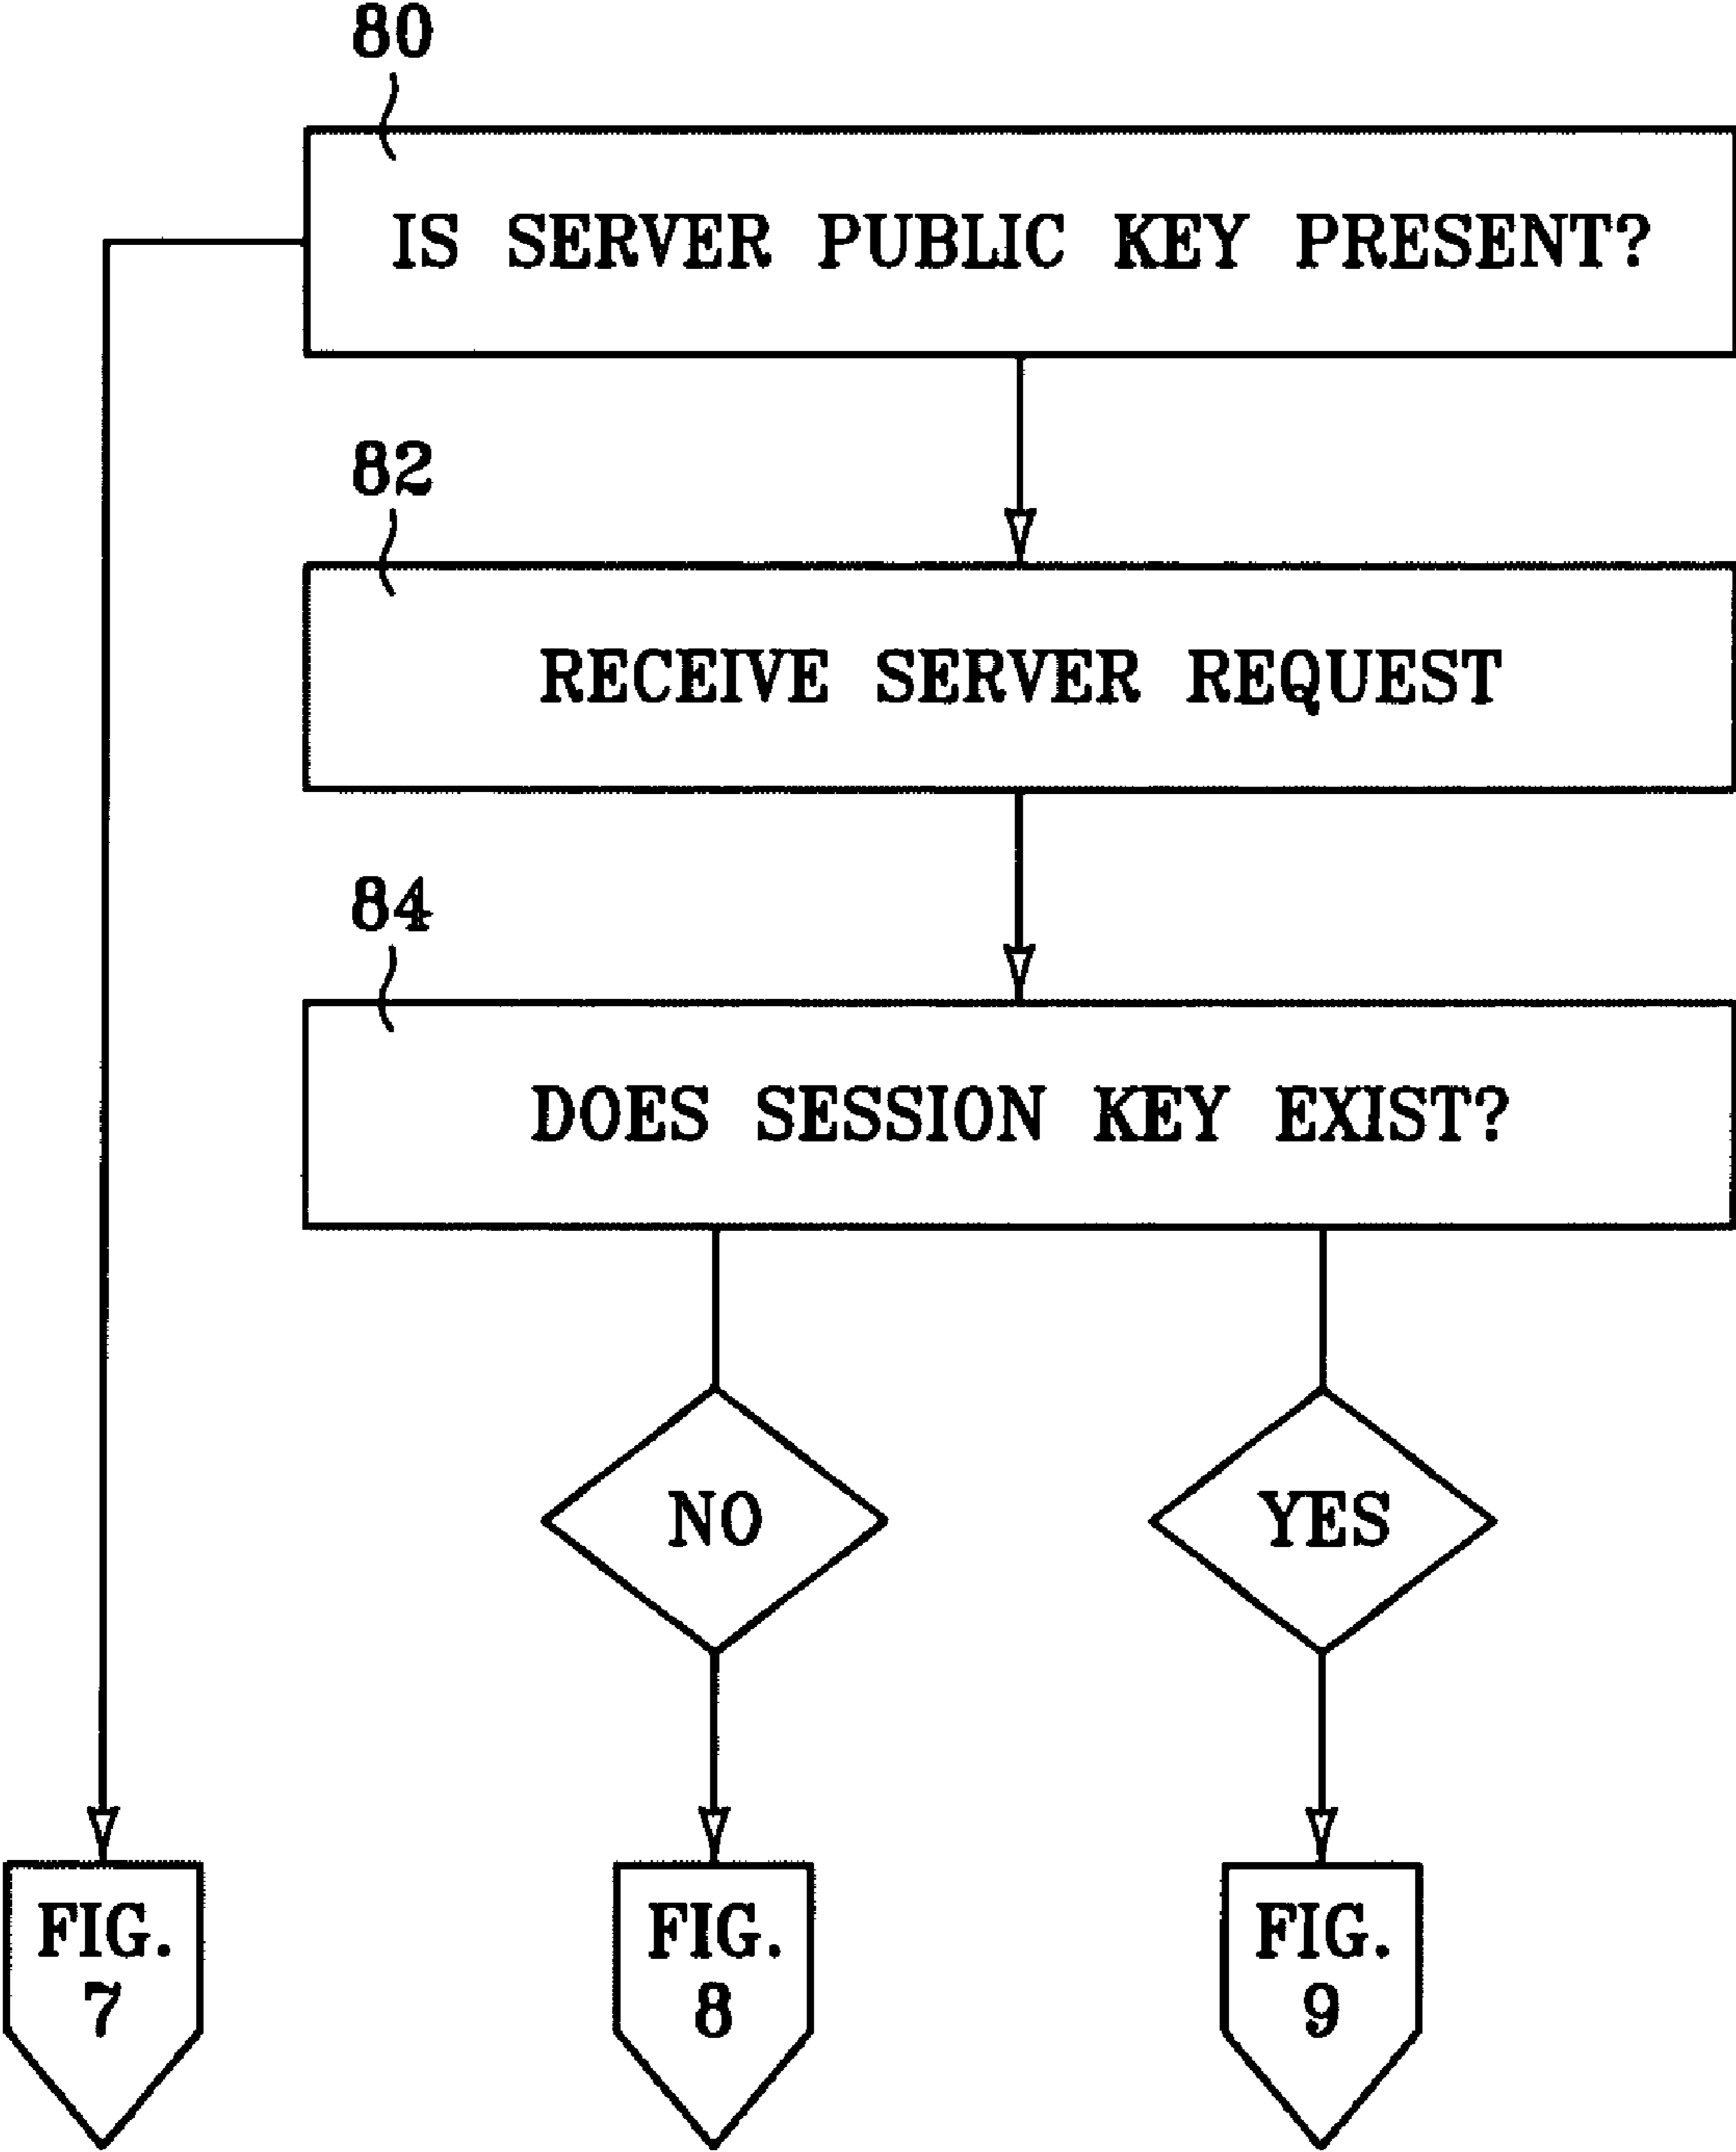 80
IS SERVER PUBLIC KEY PRESENT?
82
RECEIVE SERVER REQUEST
84
DOES SESSION KEY EXIST?
NO
YES
FIG.
7
FIG.
8
FIG.
9